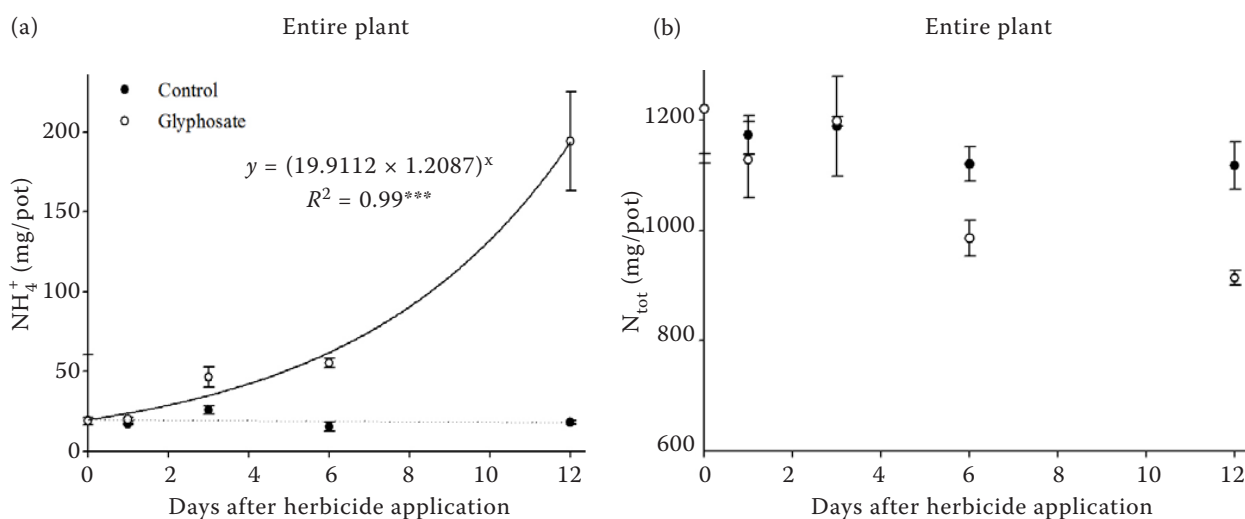 (a)
Entire plant
Control
Glyphosate
y = (19.9112 × 1.2087)ˣ
R² = 0.99***
NH₄⁺ (mg/pot)
200
150
100
50
0
0 2 4 6 8 10 12
Days after herbicide application
(b)
Entire plant
N_tot (mg/pot)
1200
1000
800
600
0 2 4 6 8 10 12
Days after herbicide application